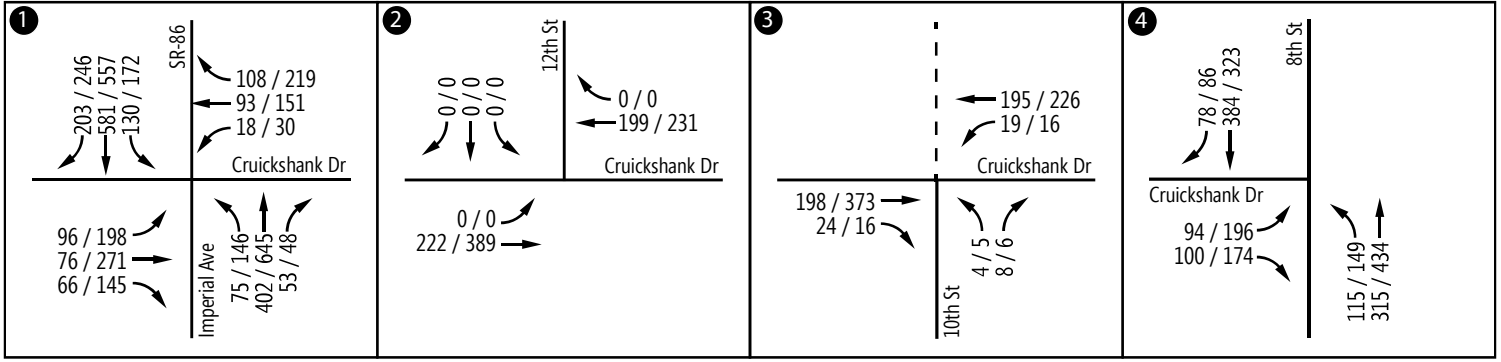 1
SR-86
203 / 246
581 / 557
130 / 172
108 / 219
93 / 151
18 / 30
Cruickshank Dr
96 / 198
76 / 271
66 / 145
Imperial Ave
75 / 146
402 / 645
53 / 48
2
12th St
0 / 0
0 / 0
0 / 0
0 / 0
199 / 231
Cruickshank Dr
0 / 0
222 / 389
3
195 / 226
19 / 16
Cruickshank Dr
198 / 373
24 / 16
10th St
4 / 5
8 / 6
4
8th St
78 / 86
384 / 323
Cruickshank Dr
94 / 196
100 / 174
115 / 149
315 / 434